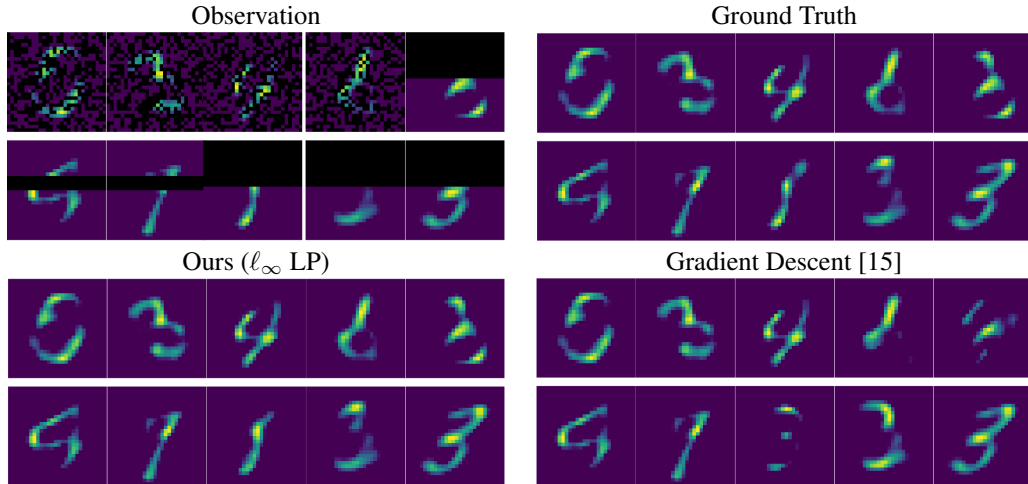 Observation
Ground Truth
Ours (ℓ∞ LP)
Gradient Descent [15]